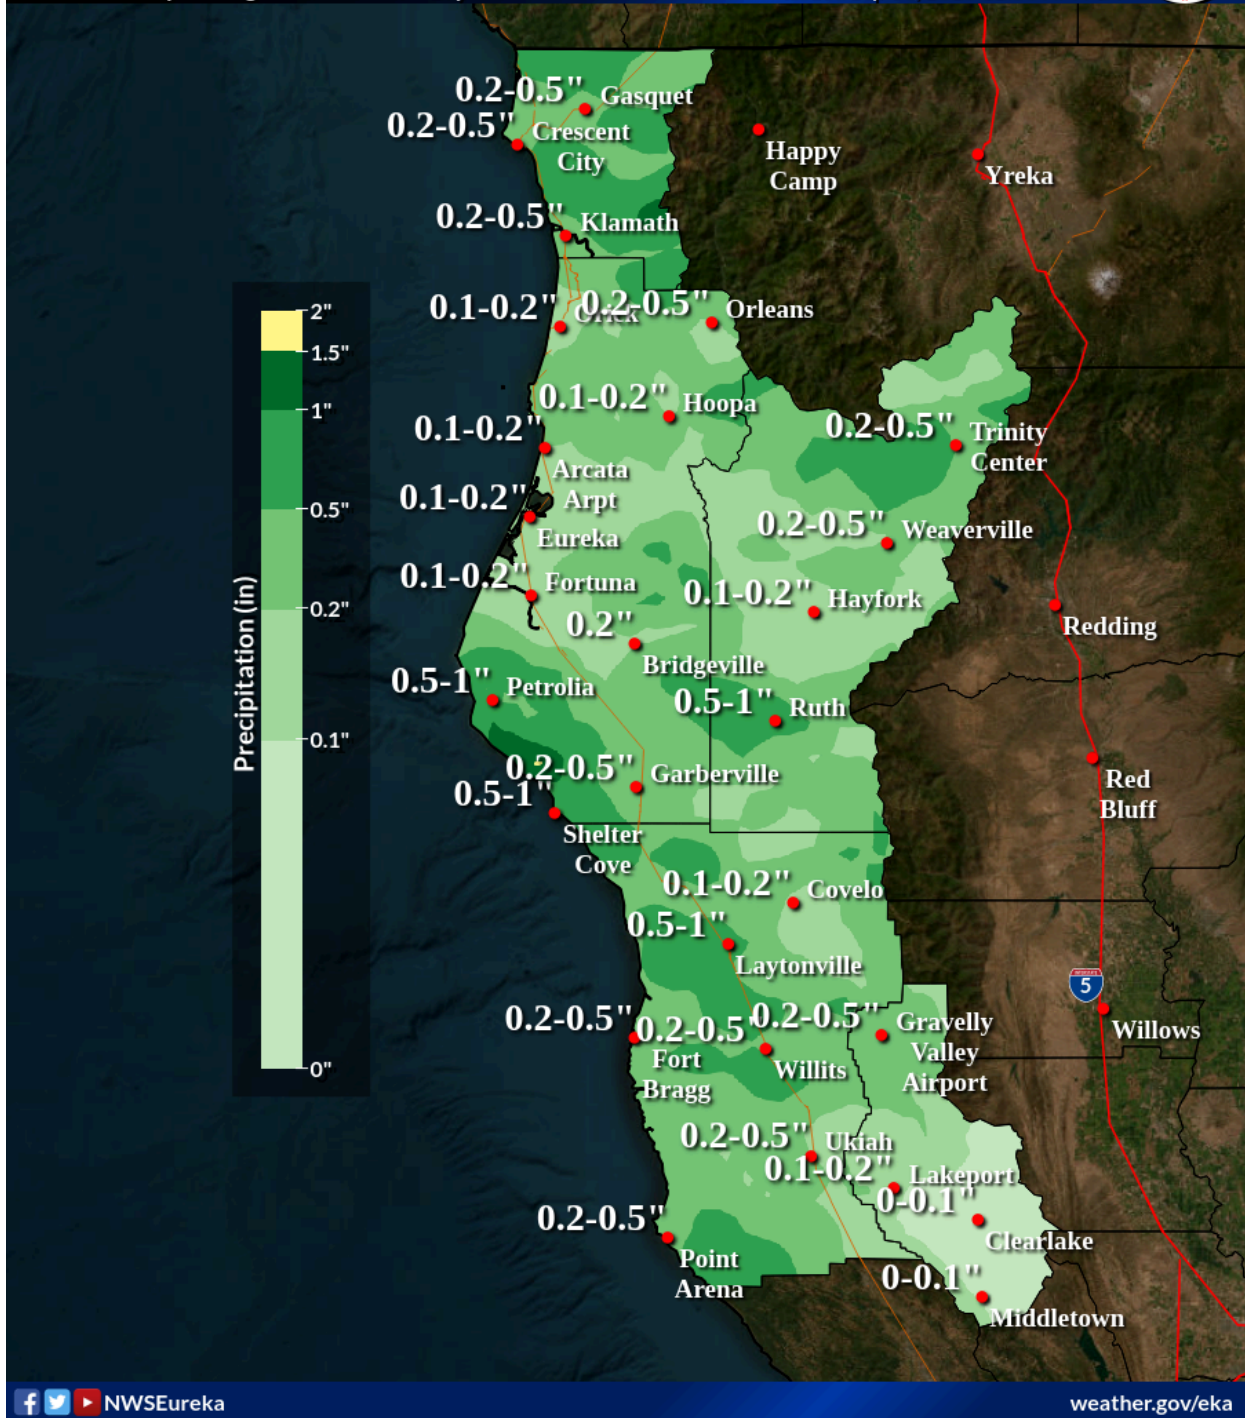 0.2-0.5"
Gasquet
0.2-0.5"
Crescent
City
Happy
Camp
Yreka
0.2-0.5"
Klamath
0.1-0.2"
Orick
0.2-0.5"
Orleans
0.1-0.2"
Hoopa
0.1-0.2"
Arcata
Arpt
0.2-0.5"
Trinity
Center
0.1-0.2"
Eureka
0.2-0.5"
Weaverville
0.1-0.2"
Fortuna
0.1-0.2"
Hayfork
Redding
0.2"
Bridgeville
0.5-1"
Petrolia
0.5-1"
Ruth
0.2-0.5"
Garberville
Red
Bluff
0.5-1"
Shelter
Cove
0.1-0.2"
Covelo
0.5-1"
Laytonville
5
0.2-0.5"
Fort
Bragg
0.2-0.5"
Willits
0.2-0.5"
Gravelly
Valley
Airport
Willows
0.2-0.5"
Ukiah
0.1-0.2"
Lakeport
0-0.1"
Clearlake
0.2-0.5"
Point
Arena
0-0.1"
Middletown
Precipitation (in)
2"
1.5"
1"
0.5"
0.2"
0.1"
0"
NWSEureka
weather.gov/eka